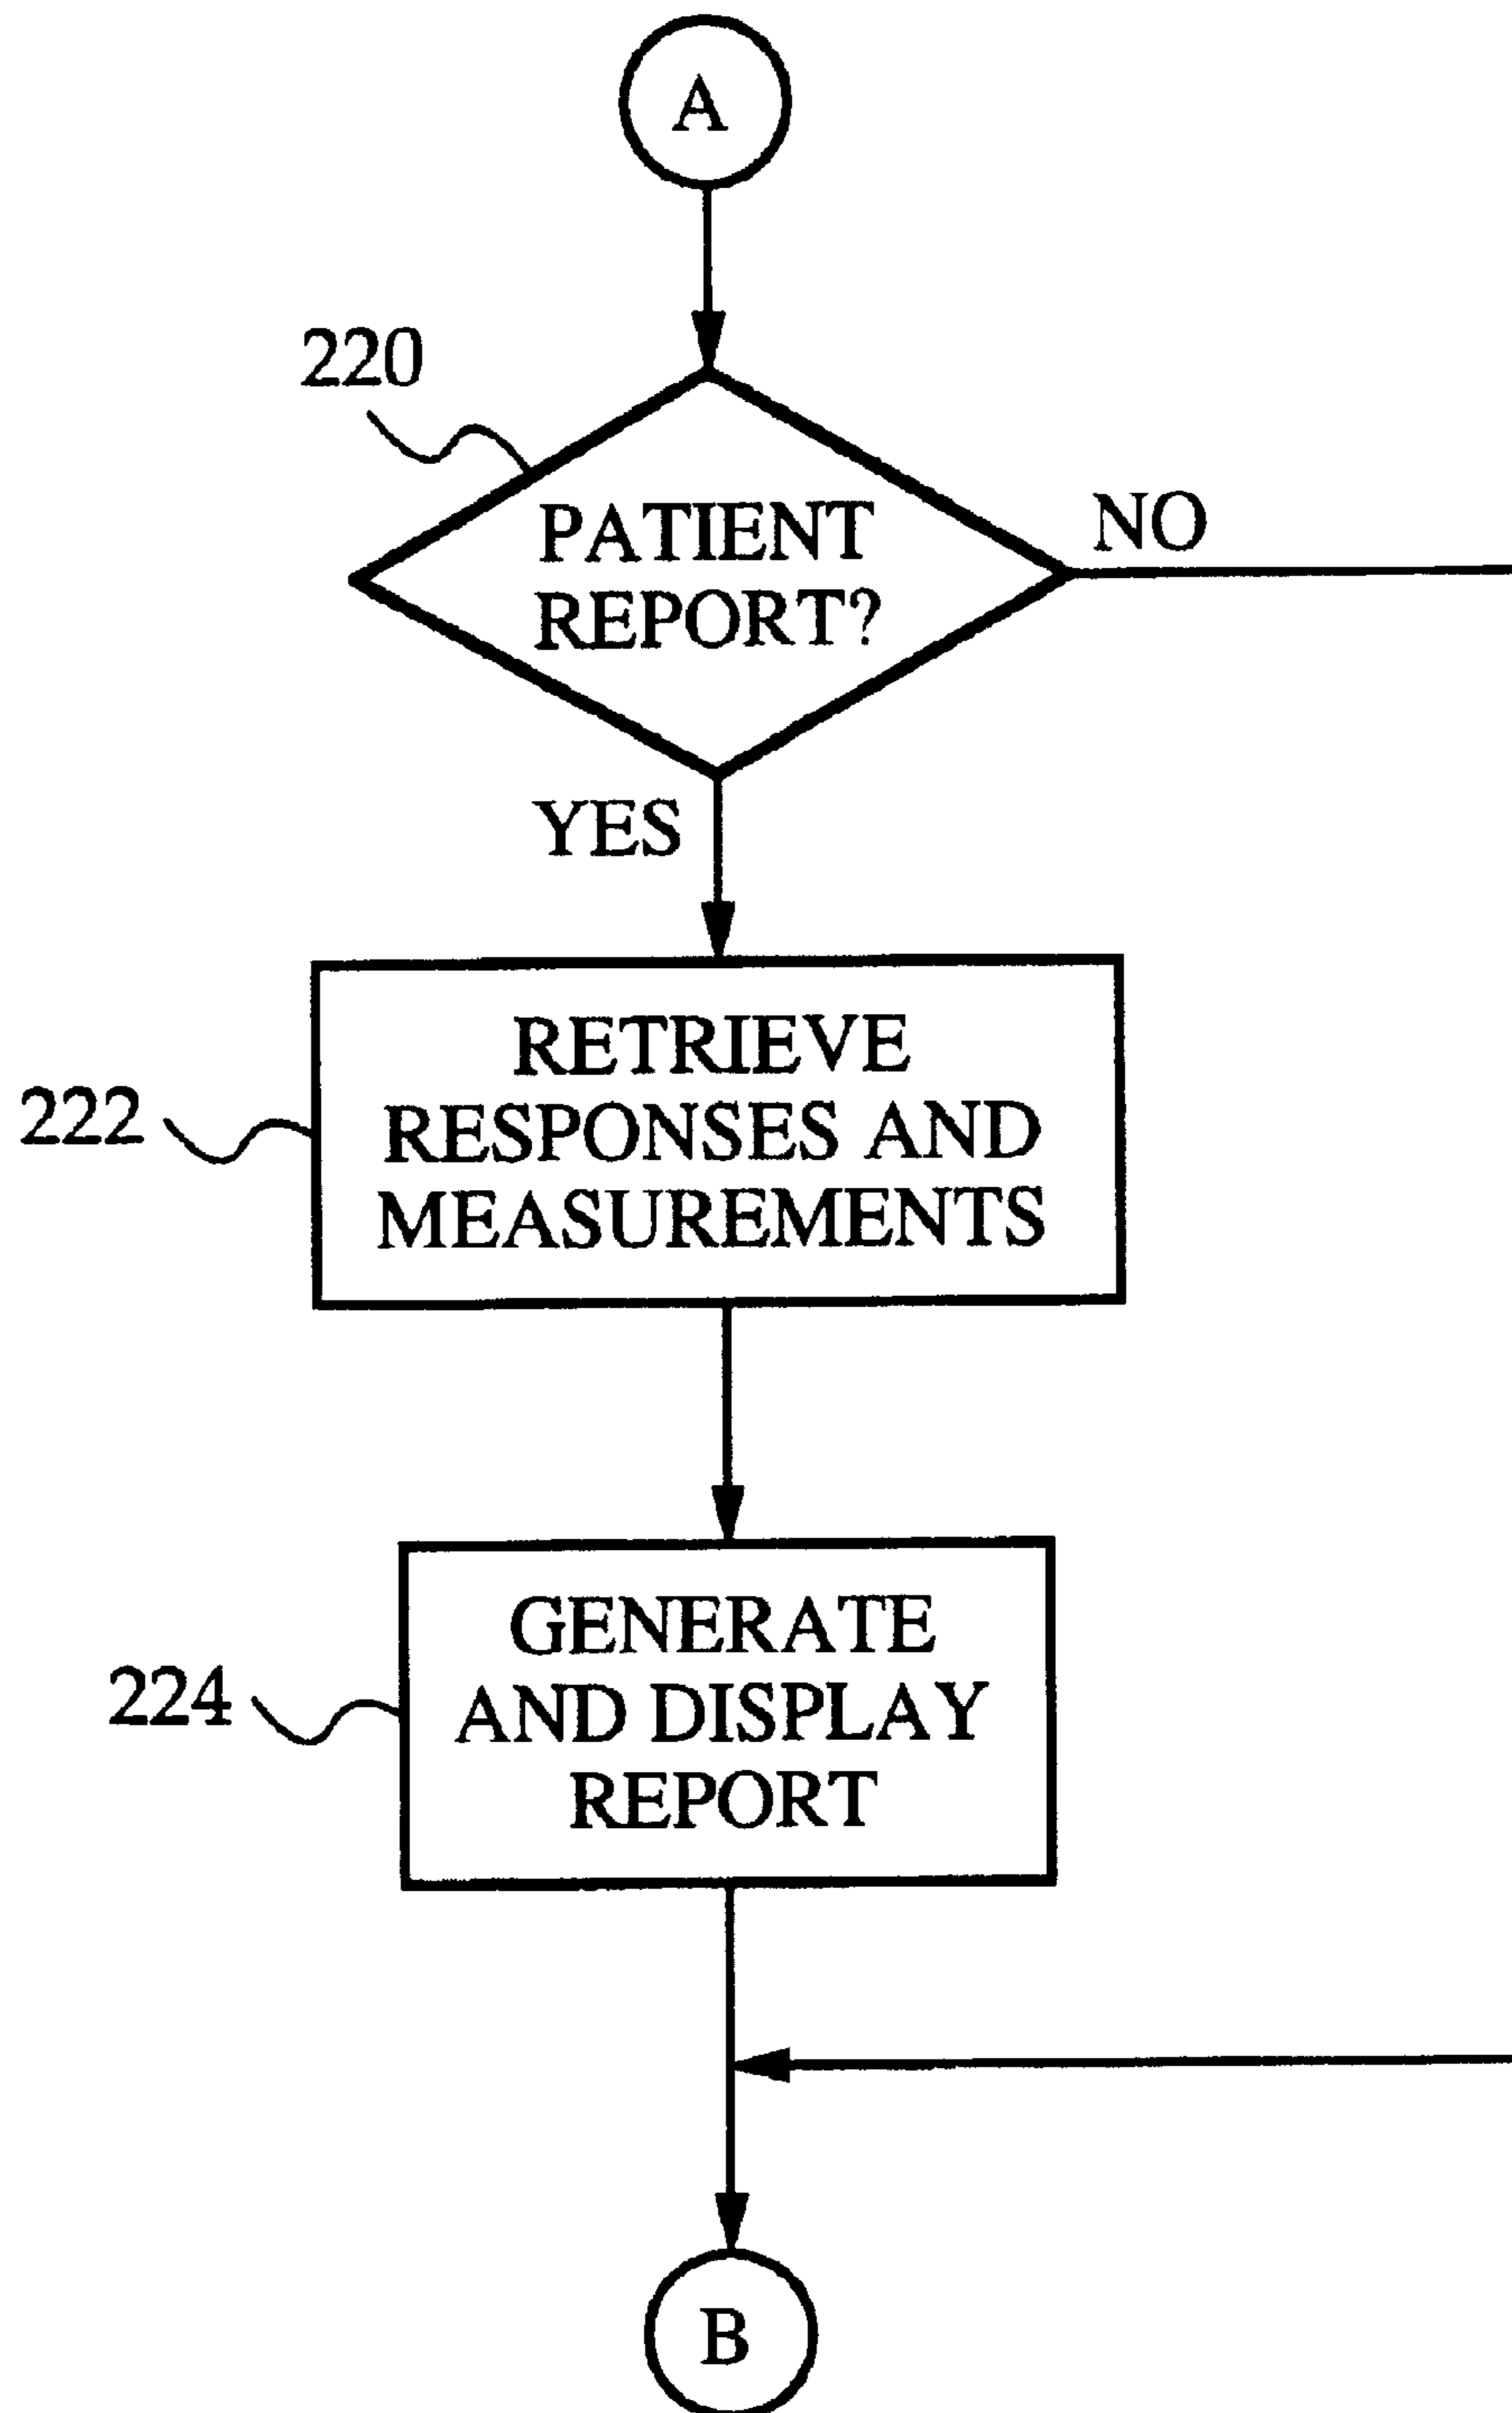 A
220
PATIENT
REPORT?
NO
YES
RETRIEVE
RESPONSES AND
MEASUREMENTS
222
GENERATE
AND DISPLAY
REPORT
224
B